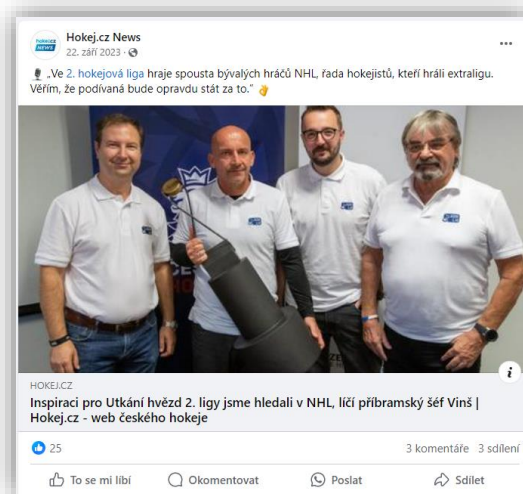 Hokej.cz News
22. září 2023 ·
„Ve 2. hokejová liga hraje spousta bývalých hráčů NHL, řada hokejistů, kteří hráli extraligu.
Věřím, že podívaná bude opravdu stát za to.“
HOKEJ.CZ
Inspiraci pro Utkání hvězd 2. ligy jsme hledali v NHL, líčí příbramský šéf Vinš |
Hokej.cz - web českého hokeje
25
3 komentáře 3 sdílení
To se mi líbí Okomentovat Poslat Sdílet